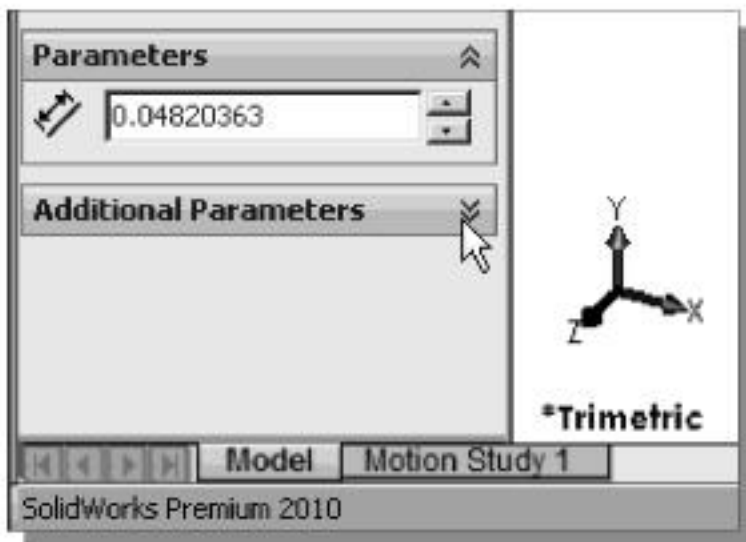 Parameters
0.04820363
Additional Parameters
Y
X
Z
*Trimetric
Model Motion Study 1
SolidWorks Premium 2010